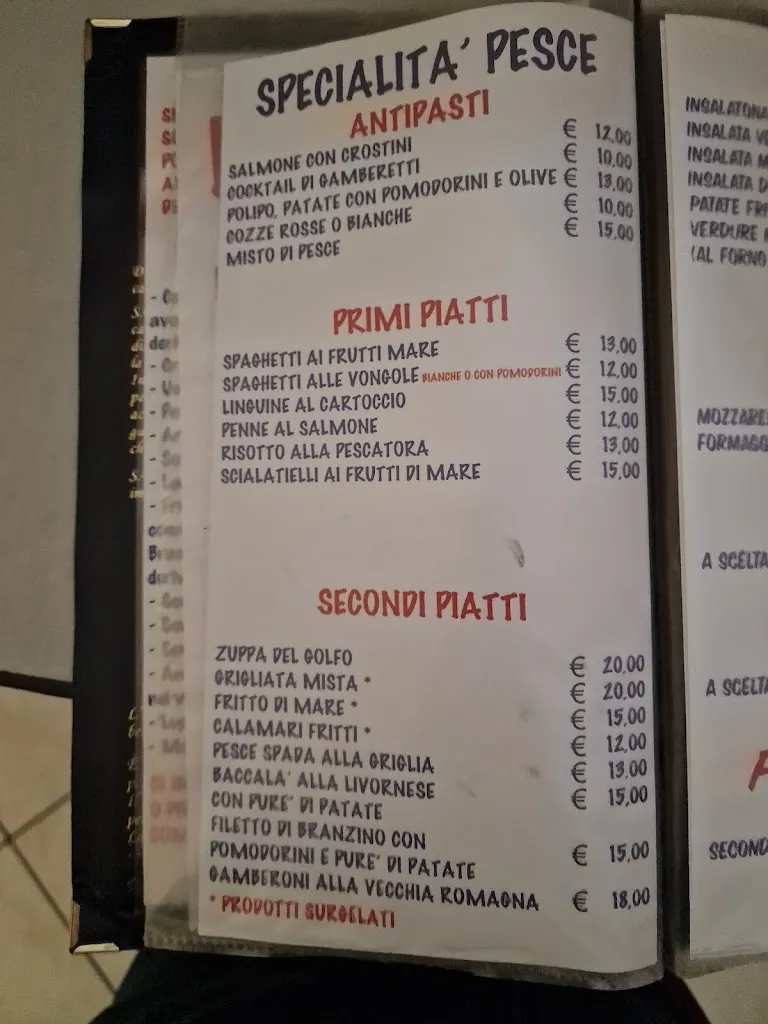 SPECIALITA' PESCE
ANTIPASTI
SALMONE CON CROSTINI € 12,00
COCKTAIL DI GAMBERETTI € 10,00
POLIPO, PATATE CON POMODORINI E OLIVE € 13,00
COZZE ROSSE O BIANCHE € 10,00
MISTO DI PESCE € 15,00
PRIMI PIATTI
SPAGHETTI AI FRUTTI MARE € 13,00
SPAGHETTI ALLE VONGOLE BIANCHE O CON POMODORINI € 12,00
LINGUINE AL CARTOCCIO € 15,00
PENNE AL SALMONE € 12,00
RISOTTO ALLA PESCATORA € 13,00
SCIALATIELLI AI FRUTTI DI MARE € 15,00
SECONDI PIATTI
ZUPPA DEL GOLFO € 20,00
GRIGLIATA MISTA * € 20,00
FRITTO DI MARE * € 15,00
CALAMARI FRITTI * € 12,00
PESCE SPADA ALLA GRIGLIA € 13,00
BACCALA' ALLA LIVORNESE € 15,00
CON PURE' DI PATATE
FILETTO DI BRANZINO CON
POMODORINI E PURE' DI PATATE € 15,00
GAMBERONI ALLA VECCHIA ROMAGNA € 18,00
* PRODOTTI SURGELATI
INSALATONA
INSALATA
INSALATA
INSALATA
PATATE
VERDURE
(AL FORNO
A SCELTA
A SCELTA